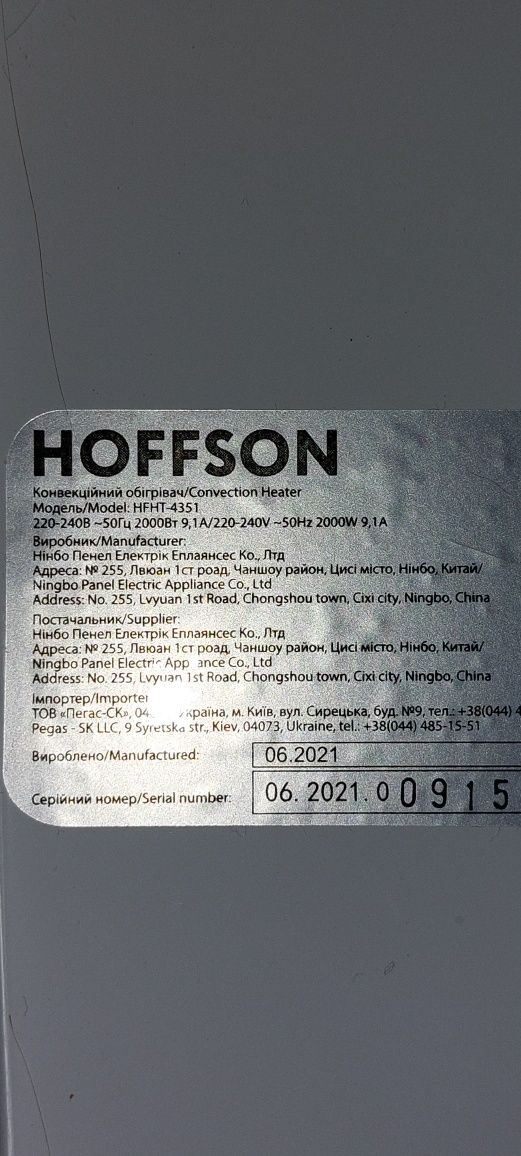 HOFFSON
Конвекційний обігрівач/Convection Heater
Модель/Model: HFHT-4351
220-240В ~50Гц 2000Вт 9,1А/220-240V ~50Hz 2000W 9,1A
Виробник/Manufacturer:
Нінбо Пенел Електрік Еплаянсес Ко., Лтд
Адреса: № 255, Лвюан 1ст роад, Чаншоу район, Цисі місто, Нінбо, Китай/
Ningbo Panel Electric Appliance Co., Ltd
Address: No. 255, Lvyuan 1st Road, Chongshou town, Cixi city, Ningbo, China
Постачальник/Supplier:
Нінбо Пенел Електрік Еплаянсес Ко., Лтд
Адреса: № 255, Лвюан 1ст роад, Чаншоу район, Цисі місто, Нінбо, Китай/
Ningbo Panel Electric Appliance Co., Ltd
Address: No. 255, Lvyuan 1st Road, Chongshou town, Cixi city, Ningbo, China
Імпортер/Importer
ТОВ «Пегас-СК», Україна, м. Київ, вул. Сирецька, буд. №9, тел.: +38(044) 4
Pegas - SK LLC, 9 Syretska str., Kiev, 04073, Ukraine, tel.: +38(044) 485-15-51
Вироблено/Manufactured: 06.2021
Серійний номер/Serial number: 06. 2021. 0 0 9 1 5